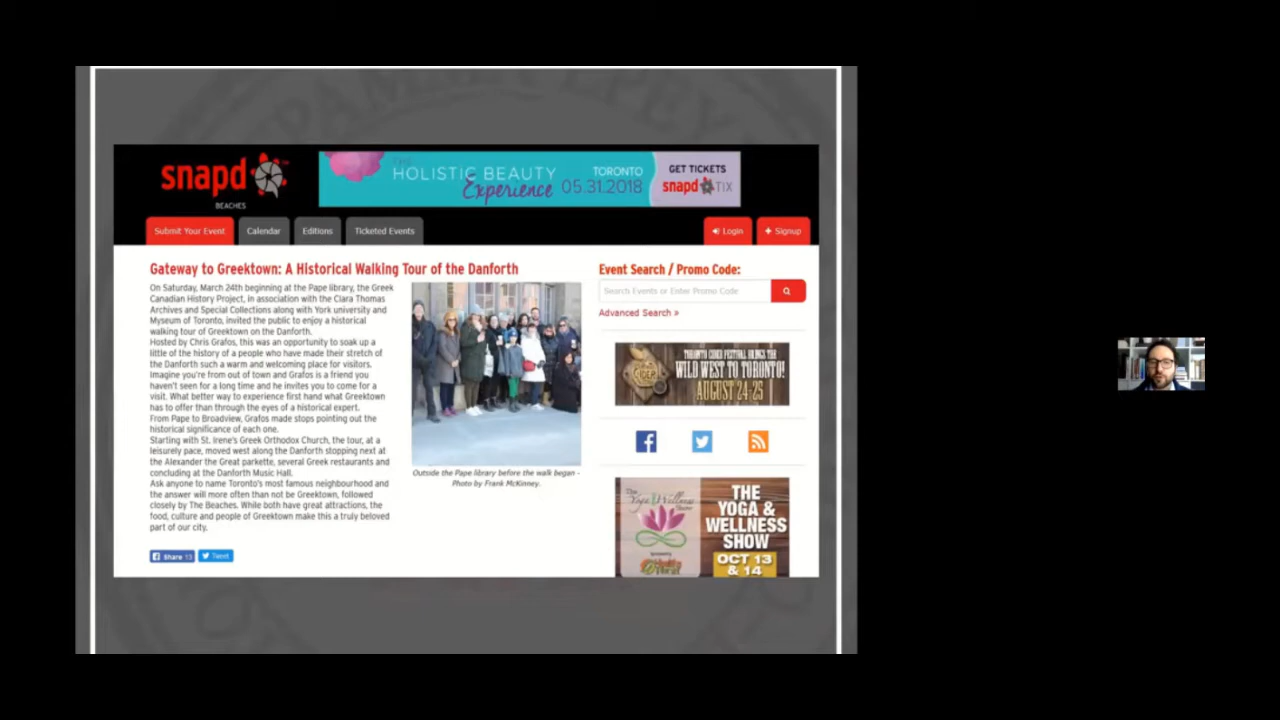 snapd
BEACHES
THE
HOLISTIC BEAUTY
Experience
TORONTO
05.31.2018
GET TICKETS
snapd TIX
Submit Your Event
Calendar
Editions
Ticketed Events
Login
Signup
Gateway to Greektown: A Historical Walking Tour of the Danforth
On Saturday, March 24th beginning at the Pape library, the Greek
Canadian History Project, in association with the Clara Thomas
Archives and Special Collections along with York university and
Myseum of Toronto, invited the public to enjoy a historical
walking tour of Greektown on the Danforth.
Hosted by Chris Grafos, this was an opportunity to soak up a
little of the history of a people who have made their stretch of
the Danforth such a warm and welcoming place for visitors.
Imagine you're from out of town and Grafos is a friend you
haven't seen for a long time and he invites you to come for a
visit. What better way to experience first hand what Greektown
has to offer than through the eyes of a historical expert.
From Pape to Broadview, Grafos made stops pointing out the
historical significance of each one.
Starting with St. Irene's Greek Orthodox Church, the tour, at a
leisurely pace, moved west along the Danforth stopping next at
the Alexander the Great parkette, several Greek restaurants and
concluding at the Danforth Music Hall.
Ask anyone to name Toronto's most famous neighbourhood and
the answer will more often than not be Greektown, followed
closely by The Beaches. While both have great attractions, the
food, culture and people of Greektown make this a truly beloved
part of our city.
Share 13
Tweet
Outside the Pape library before the walk began -
Photo by Frank McKinney.
Event Search / Promo Code:
Search Events or Enter Promo Code
Advanced Search »
TORONTO CIDER FESTIVAL BRINGS THE
WILD WEST TO TORONTO!
AUGUST 24-25
The
Yoga & Wellness
Show
THE
YOGA &
WELLNESS
SHOW
OCT 13
& 14